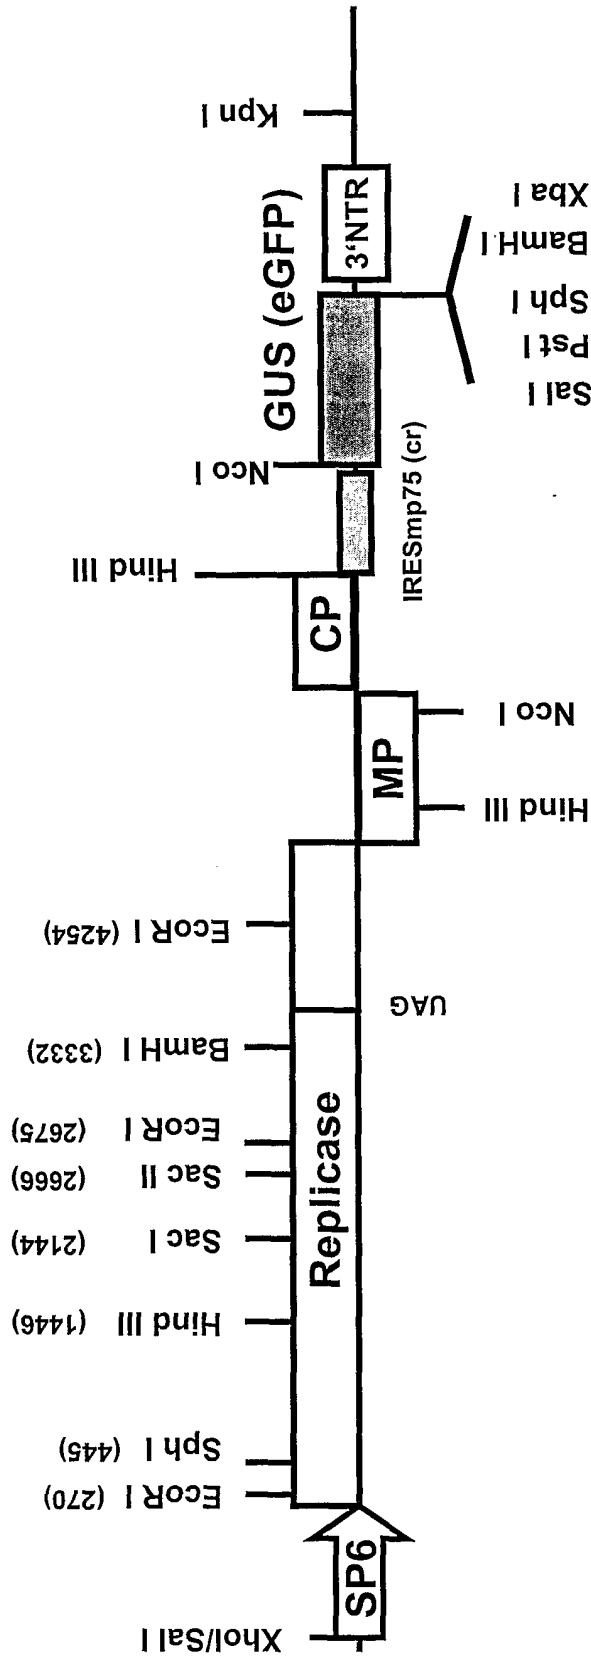 XhoI/Sal I
SP6
EcoR I (270)
Sph I (445)
Hind III (1446)
Sac I (2144)
Sac II (2666)
EcoR I (2675)
BamH I (3332)
EcoR I (4254)
Replicase
UAG
MP
Hind III
Nco I
CP
Hind III
IRESmp75 (cr)
Nco I
GUS (eGFP)
3'NTR
Sal I
Pst I
Sph I
BamH I
Xba I
Kpn I